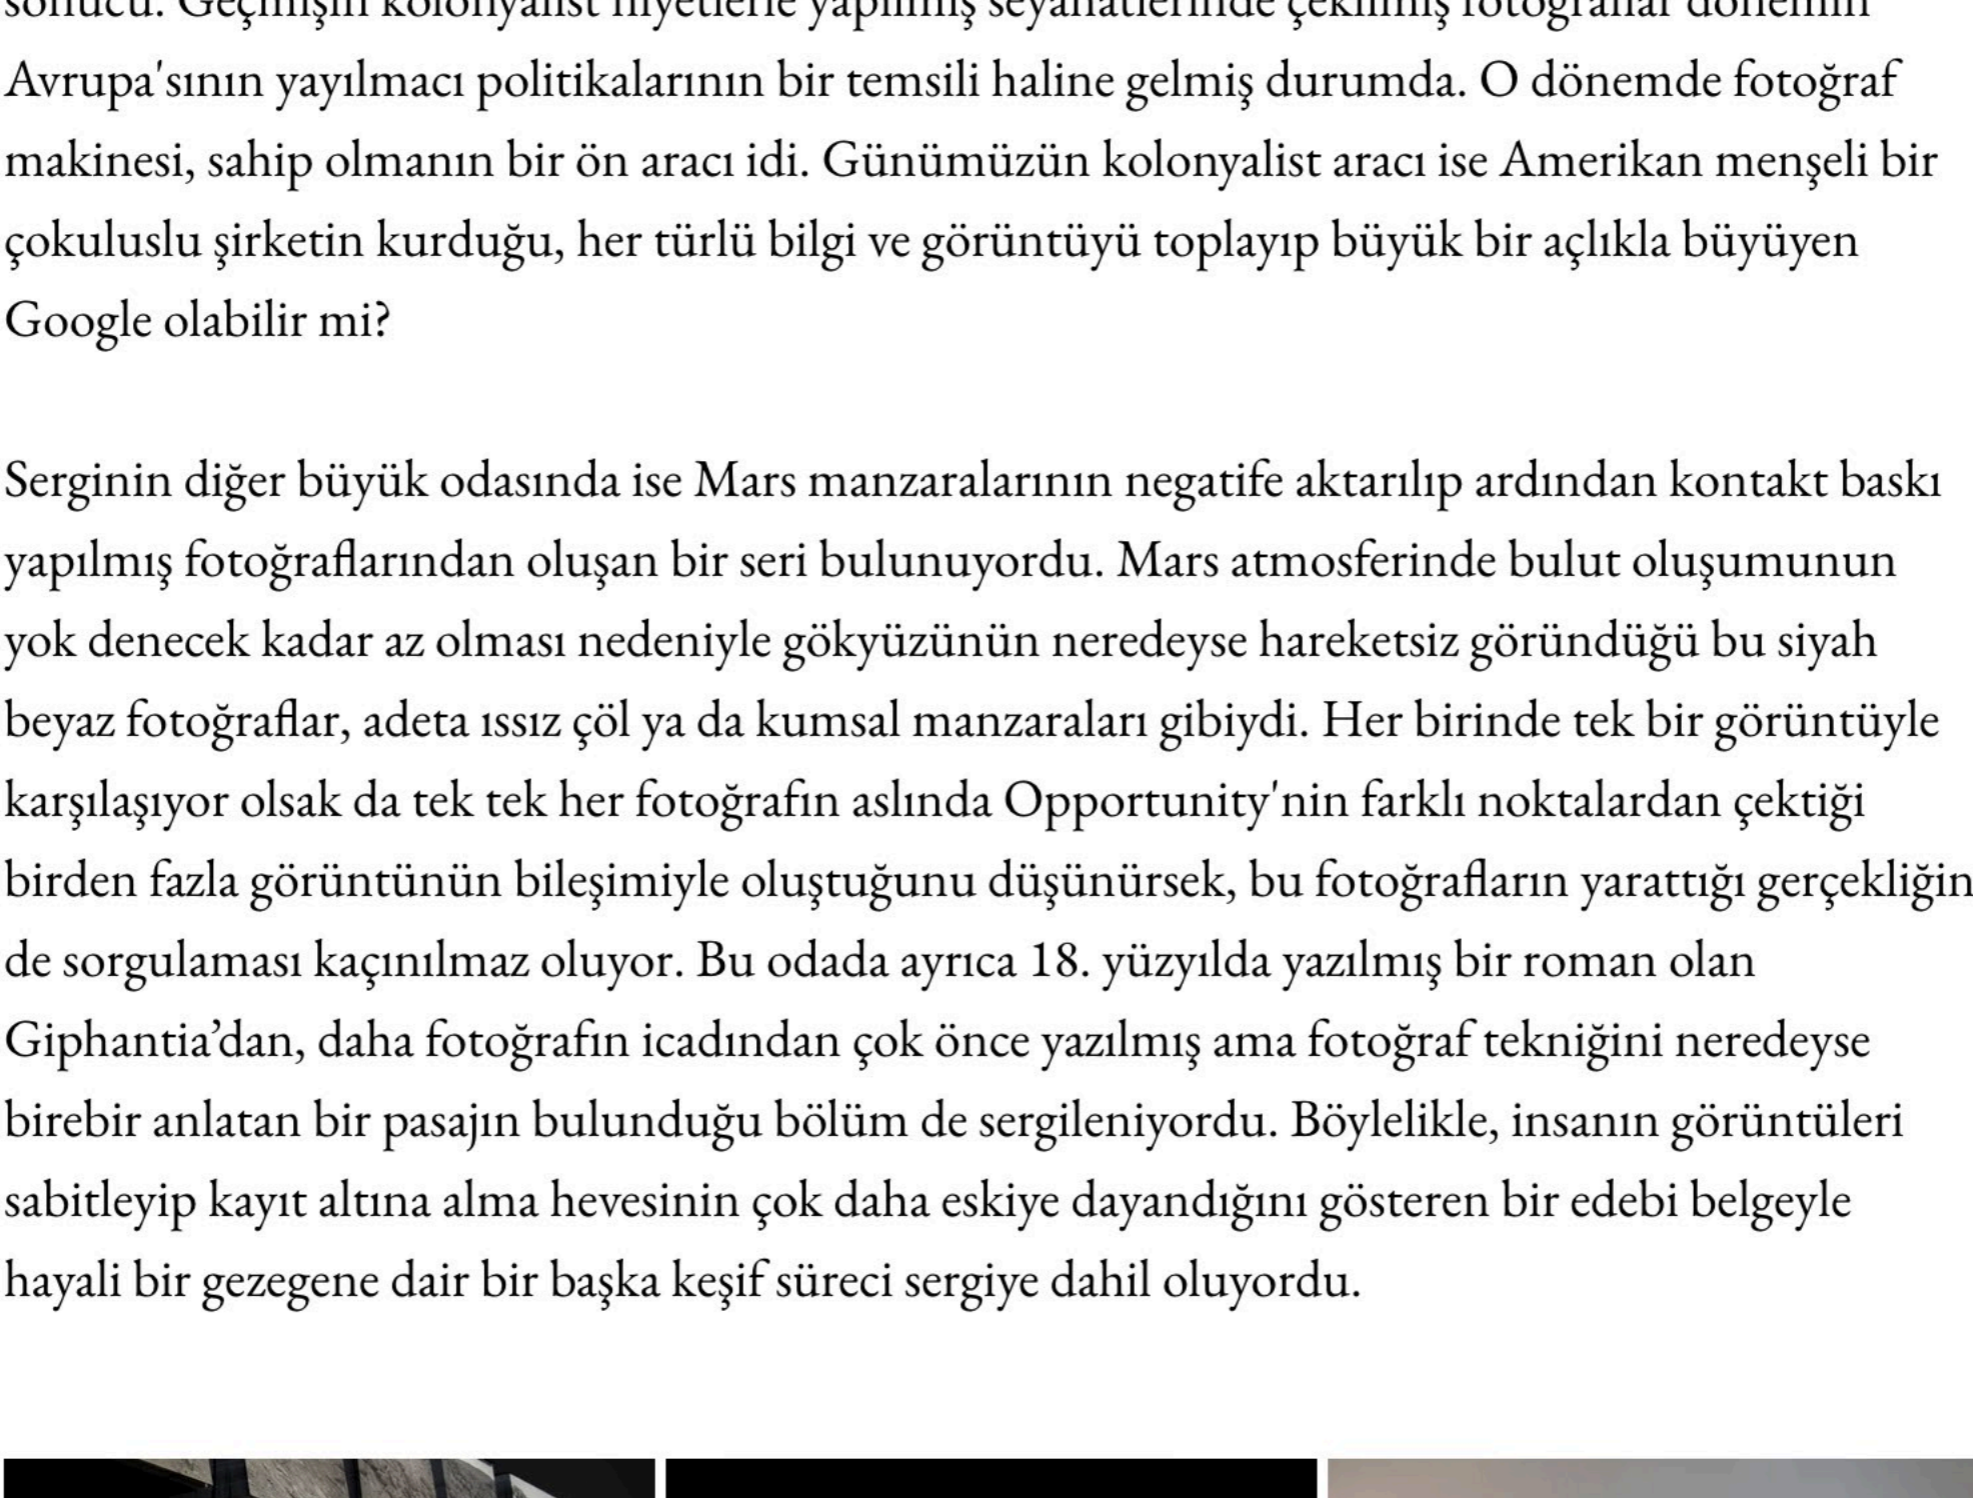 sonucu. Geçmişin kolonyalist niyetlerle yapılmış seyahatlerinde çekilmiş fotoğraflar dönemin
Avrupa'sının yayılmacı politikalarının bir temsili haline gelmiş durumda. O dönemde fotoğraf
makinesi, sahip olmanın bir ön aracı idi. Günümüzün kolonyalist aracı ise Amerikan menşeli bir
çokuluslu şirketin kurduğu, her türlü bilgi ve görüntüyü toplayıp büyük bir açlıkla büyüyen
Google olabilir mi?
Serginin diğer büyük odasında ise Mars manzaralarının negatife aktarılıp ardından kontakt baskı
yapılmış fotoğraflarından oluşan bir seri bulunuyordu. Mars atmosferinde bulut oluşumunun
yok denecek kadar az olması nedeniyle gökyüzünün neredeyse hareketsiz göründüğü bu siyah
beyaz fotoğraflar, adeta ıssız çöl ya da kumsal manzaraları gibiydi. Her birinde tek bir görüntüyle
karşılaşıyor olsak da tek tek her fotoğrafın aslında Opportunity'nin farklı noktalardan çektiği
birden fazla görüntünün bileşimiyle oluştuğunu düşünürsek, bu fotoğrafların yarattığı gerçekliğin
de sorgulaması kaçınılmaz oluyor. Bu odada ayrıca 18. yüzyılda yazılmış bir roman olan
Giphantia’dan, daha fotoğrafın icadından çok önce yazılmış ama fotoğraf tekniğini neredeyse
birebir anlatan bir pasajın bulunduğu bölüm de sergileniyordu. Böylelikle, insanın görüntüleri
sabitleyip kayıt altına alma hevesinin çok daha eskiye dayandığını gösteren bir edebi belgeyle
hayali bir gezegene dair bir başka keşif süreci sergiye dahil oluyordu.